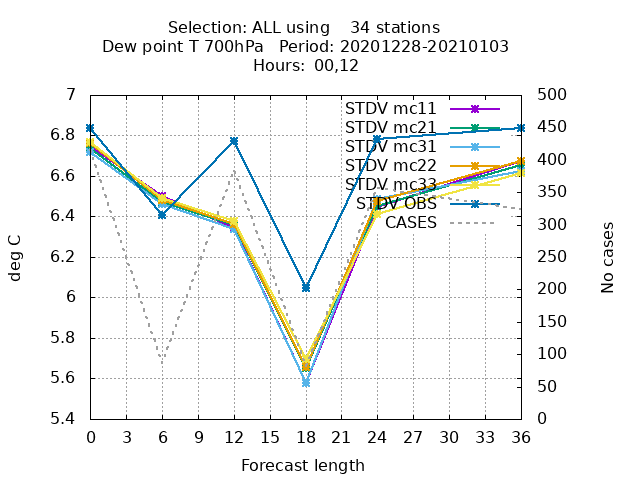 Selection: ALL using 34 stations
Dew point T 700hPa Period: 20201228-20210103
Hours: 00,12
7
6.8
6.6
6.4
6.2
6
5.8
5.6
5.4
deg C
500
450
400
350
300
250
200
150
100
50
0
No cases
STDV mc11
STDV mc21
STDV mc31
STDV mc22
STDV mc33
STDV OBS
CASES
0 3 6 9 12 15 18 21 24 27 30 33 36
Forecast length